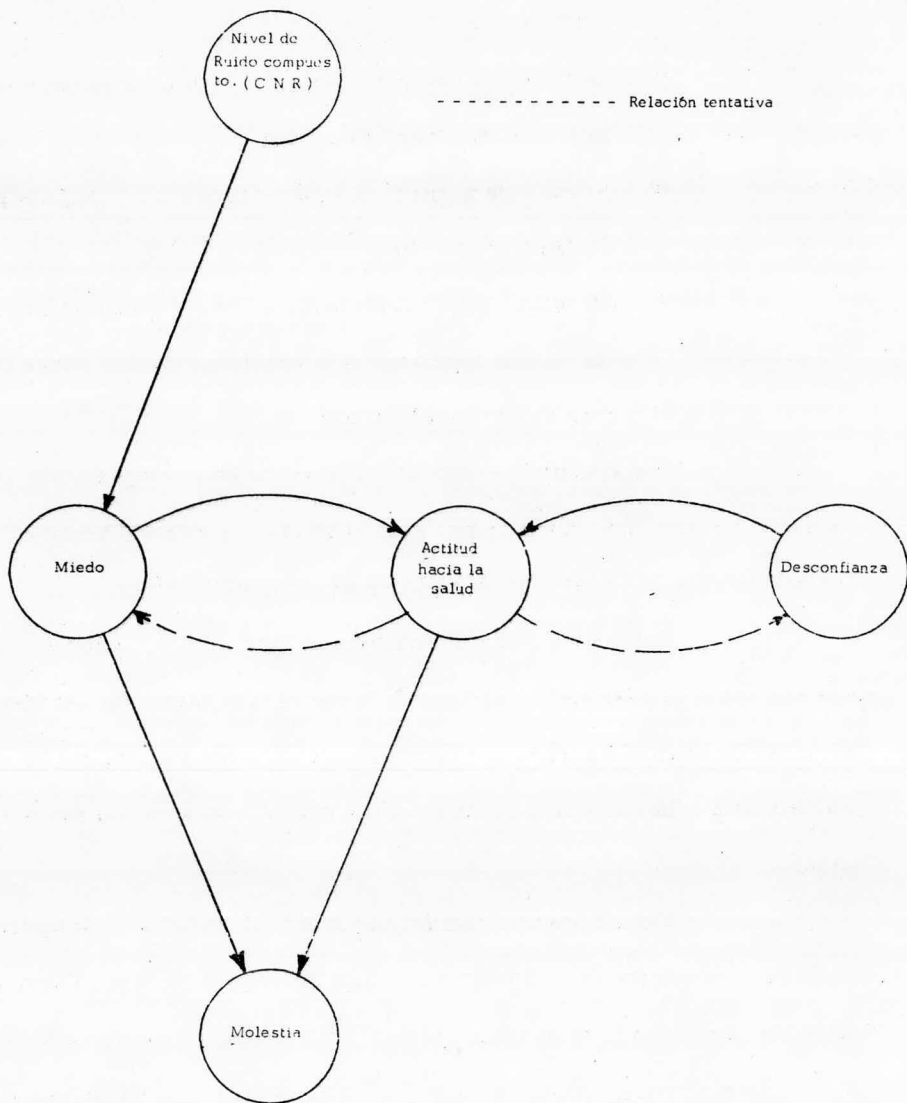 Nivel de
Ruido compues
to. (C N R)
Relación tentativa
Miedo
Actitud
hacia la
salud
Desconfianza
Molestia